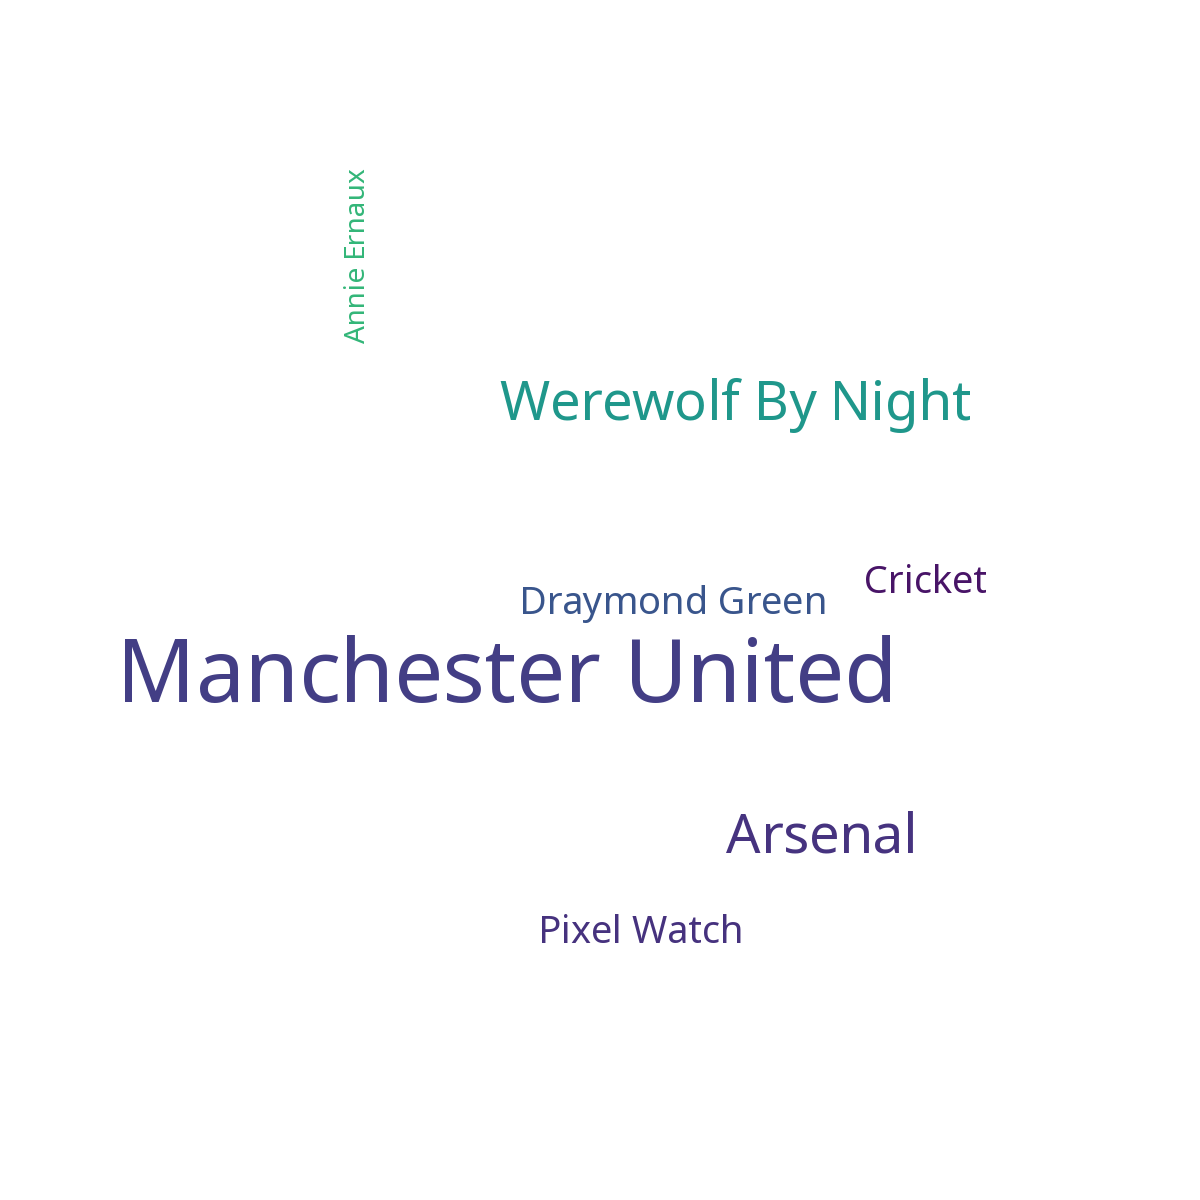 Annie Ernaux
Werewolf By Night
Cricket
Draymond Green
Manchester United
Arsenal
Pixel Watch